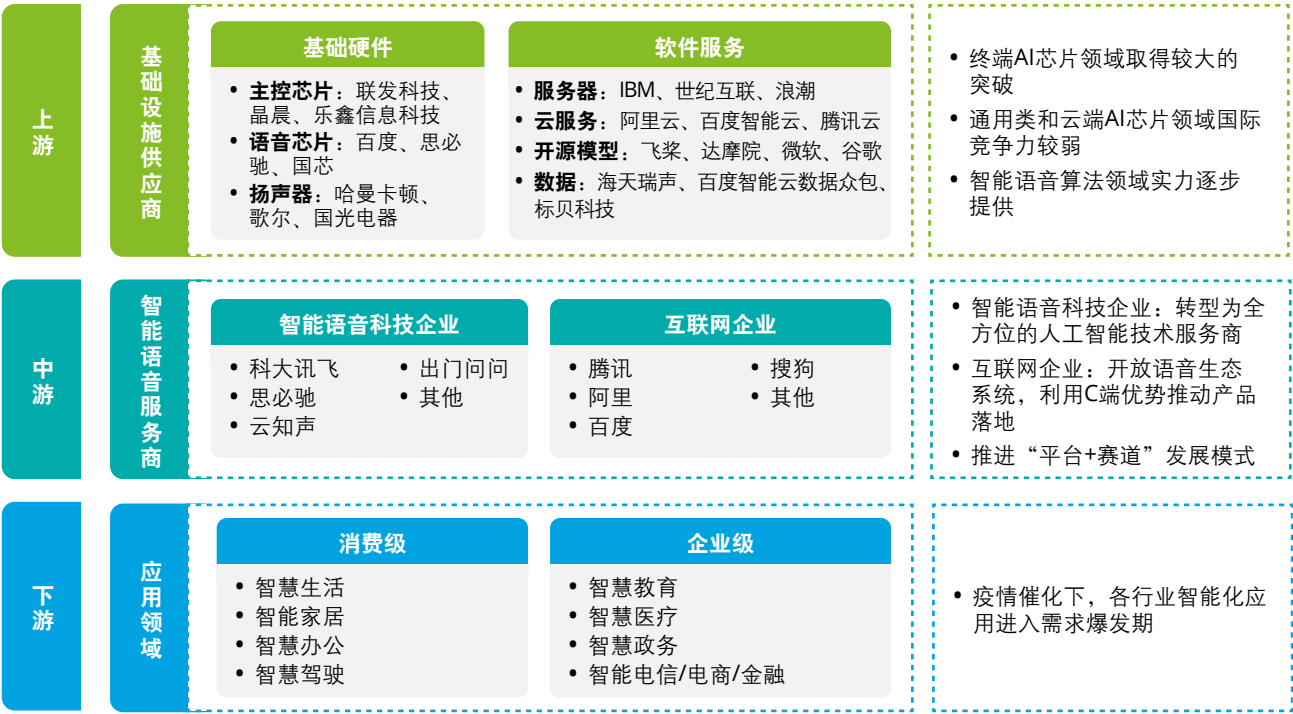 上游
基础设施供应商
基础硬件
• 主控芯片：联发科技、
晶晨、乐鑫信息科技
• 语音芯片：百度、思必
驰、国芯
• 扬声器：哈曼卡顿、
歌尔、国光电器
软件服务
• 服务器：IBM、世纪互联、浪潮
• 云服务：阿里云、百度智能云、腾讯云
• 开源模型：飞桨、达摩院、微软、谷歌
• 数据：海天瑞声、百度智能云数据众包、
标贝科技
• 终端AI芯片领域取得较大的
突破
• 通用类和云端AI芯片领域国际
竞争力较弱
• 智能语音算法领域实力逐步
提供
中游
智能语音服务商
智能语音科技企业
• 科大讯飞
• 思必驰
• 云知声
• 出门问问
• 其他
互联网企业
• 腾讯
• 阿里
• 百度
• 搜狗
• 其他
• 智能语音科技企业：转型为全
方位的人工智能技术服务商
• 互联网企业：开放语音生态
系统，利用C端优势推动产品
落地
• 推进“平台+赛道”发展模式
下游
应用领域
消费级
• 智慧生活
• 智能家居
• 智慧办公
• 智慧驾驶
企业级
• 智慧教育
• 智慧医疗
• 智慧政务
• 智能电信/电商/金融
• 疫情催化下，各行业智能化应
用进入需求爆发期